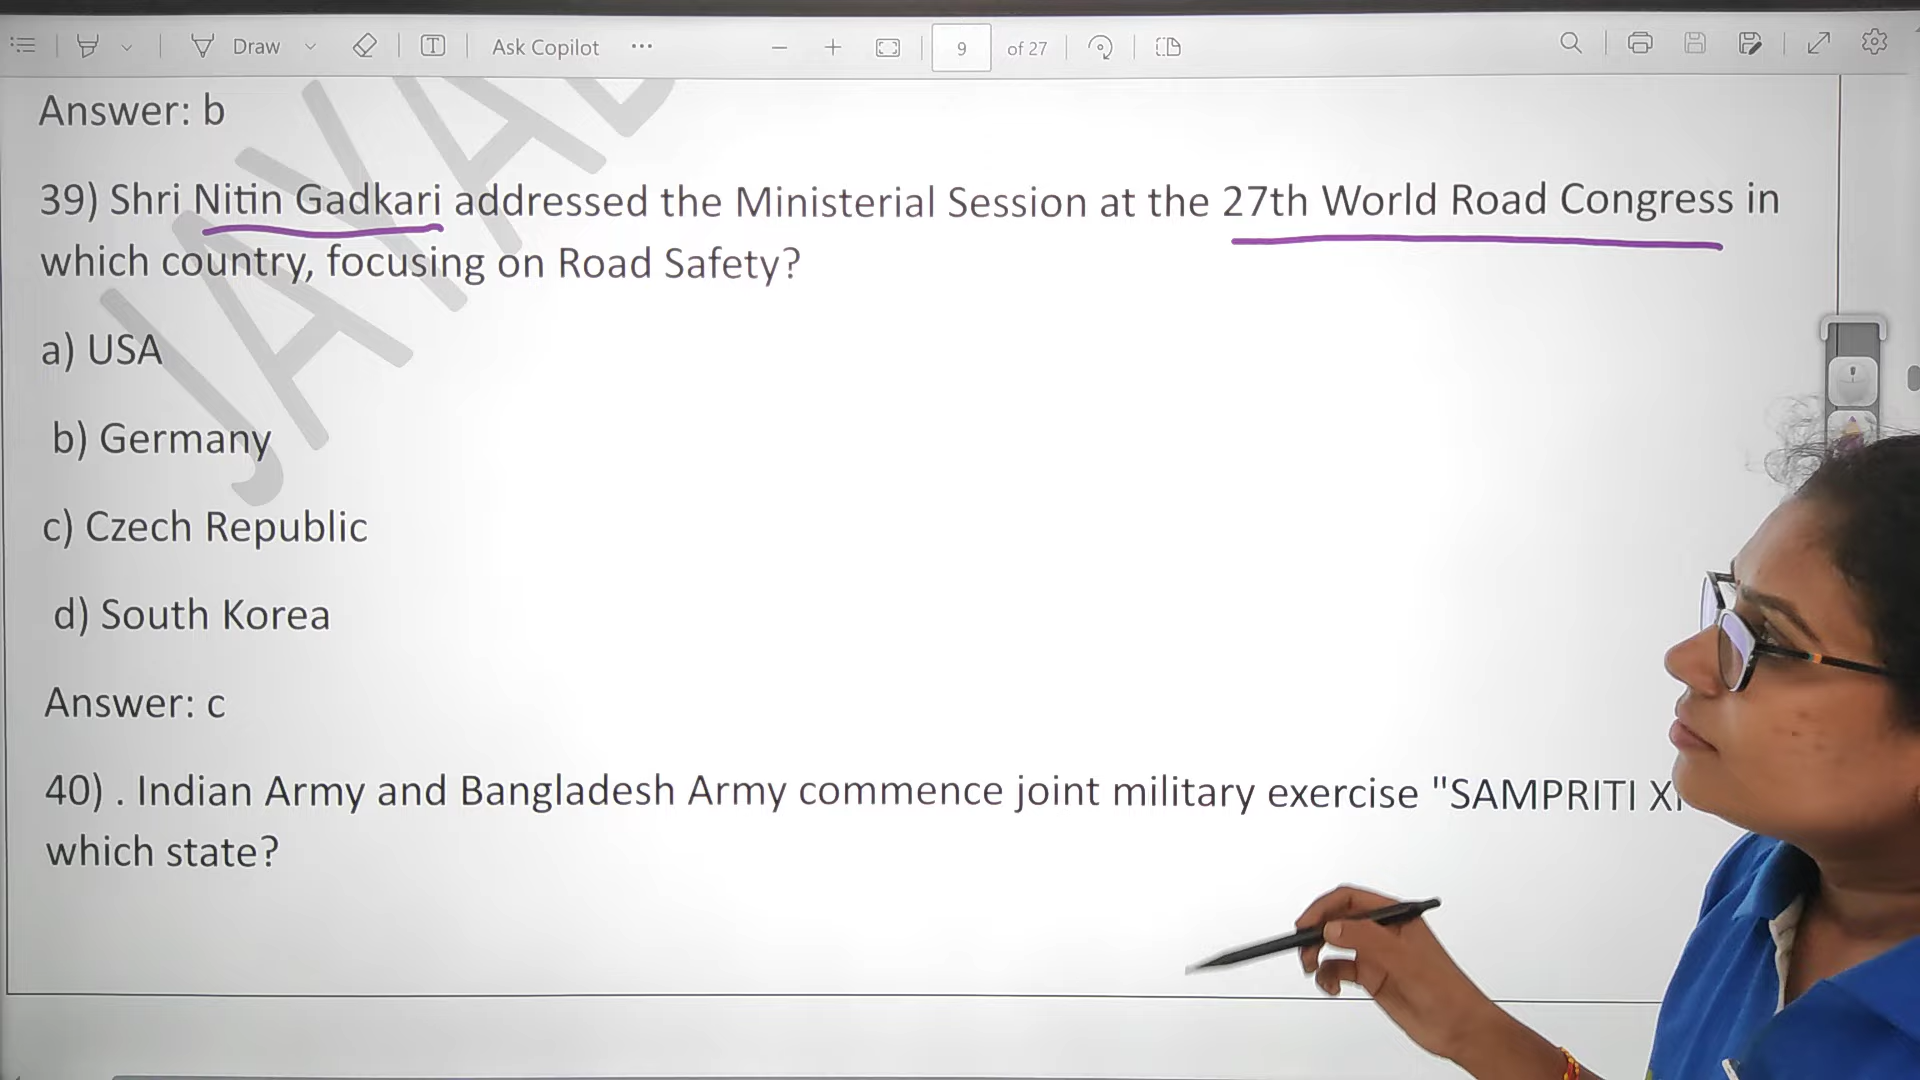 Draw Ask Copilot 9 of 27
Answer: b
39) Shri Nitin Gadkari addressed the Ministerial Session at the 27th World Road Congress in
which country, focusing on Road Safety?
a) USA
b) Germany
c) Czech Republic
d) South Korea
Answer: c
40) . Indian Army and Bangladesh Army commence joint military exercise "SAMPRITI
which state?